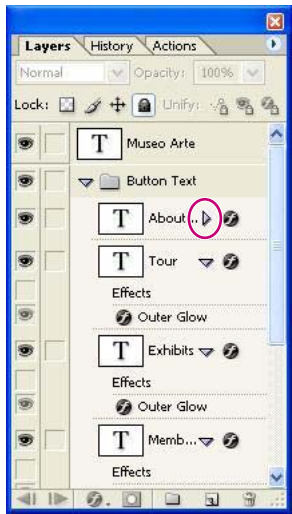 Layers History Actions
Normal Opacity: 100%
Lock: Unify:
T Museo Arte
Button Text
T About...
T Tour
Effects
Outer Glow
T Exhibits
Effects
Outer Glow
T Memb...
Effects